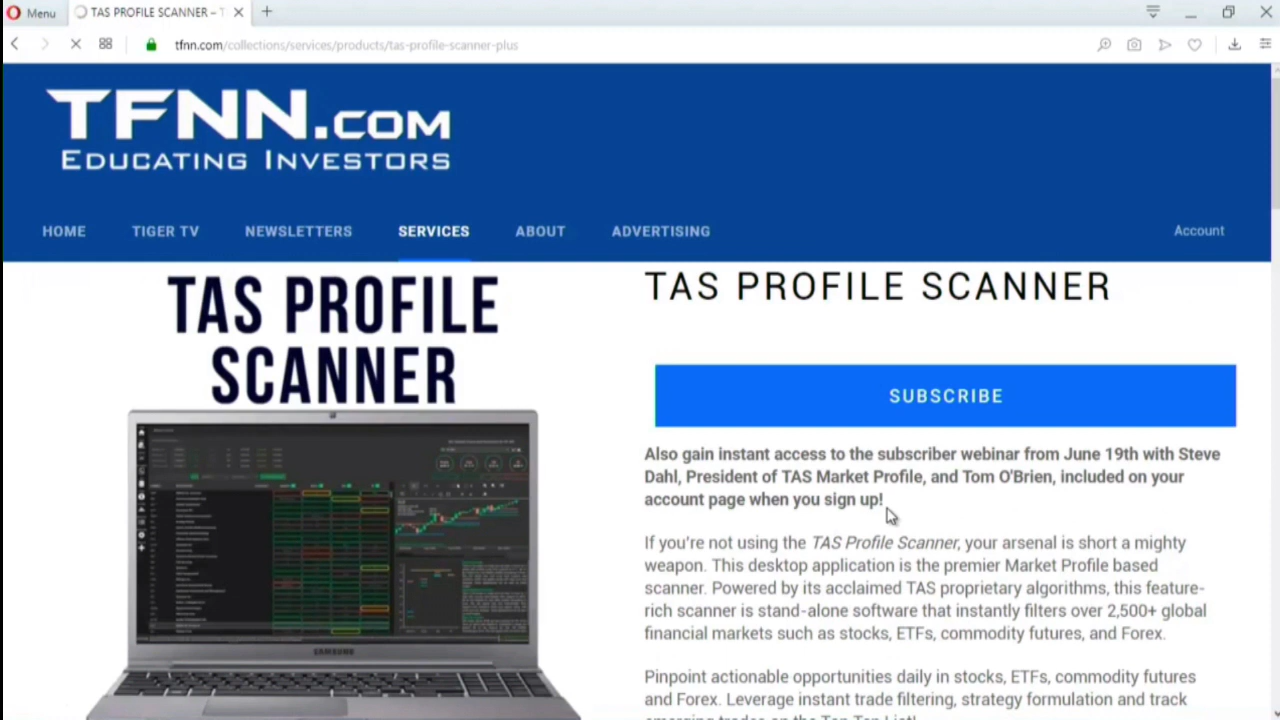 Menu
TAS PROFILE SCANNER – T
tfnn.com/collections/services/products/tas-profile-scanner-plus
TFNN.COM
EDUCATING INVESTORS
HOME TIGER TV NEWSLETTERS SERVICES ABOUT ADVERTISING Account
TAS PROFILE
SCANNER
SAMSUNG
TAS PROFILE SCANNER
SUBSCRIBE
Also gain instant access to the subscriber webinar from June 19th with Steve
Dahl, President of TAS Market Profile, and Tom O'Brien, included on your
account page when you sign up!
If you're not using the TAS Profile Scanner, your arsenal is short a mighty
weapon. This desktop application is the premier Market Profile based
scanner. Powered by its acclaimed TAS proprietary algorithms, this feature-
rich scanner is stand-alone software that instantly filters over 2,500+ global
financial markets such as stocks, ETFs, commodity futures, and Forex.
Pinpoint actionable opportunities daily in stocks, ETFs, commodity futures
and Forex. Leverage instant trade filtering, strategy formulation and track
emerging trades on the Top Ten List!